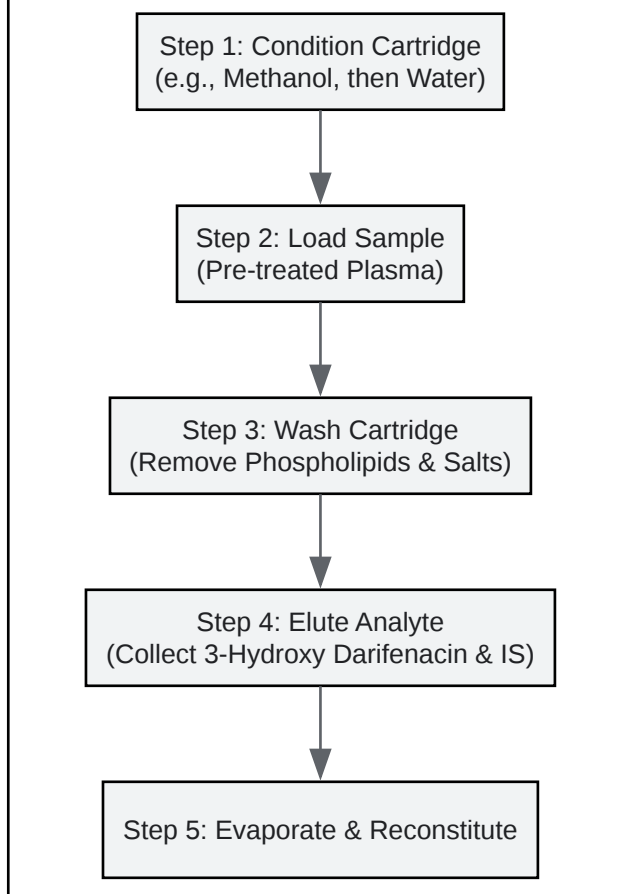 Step 1: Condition Cartridge
(e.g., Methanol, then Water)
Step 2: Load Sample
(Pre-treated Plasma)
Step 3: Wash Cartridge
(Remove Phospholipids & Salts)
Step 4: Elute Analyte
(Collect 3-Hydroxy Darifenacin & IS)
Step 5: Evaporate & Reconstitute